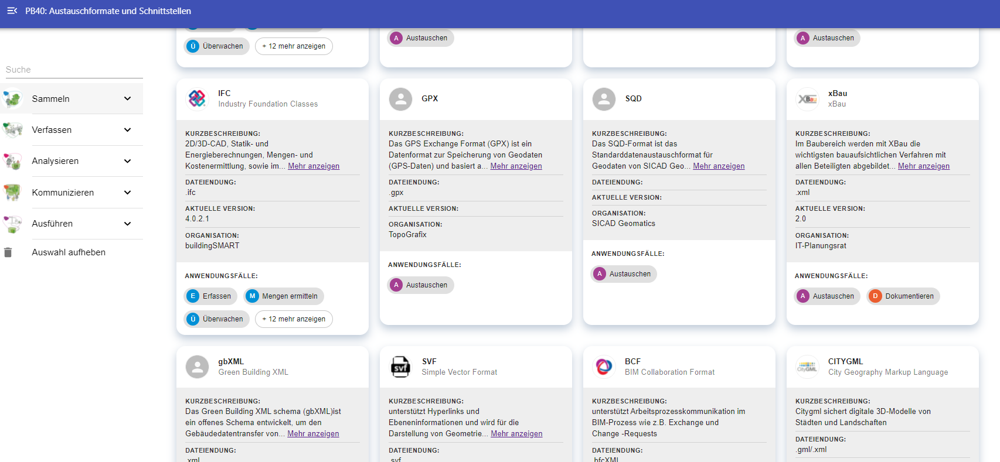 PB40: Austauschformate und Schnittstellen
Suche
Sammeln
Verfassen
Analysieren
Kommunizieren
Ausführen
Auswahl aufheben
Ü Überwachen + 12 mehr anzeigen
A Austauschen
A Austauschen
IFC
Industry Foundation Classes
KURZBESCHREIBUNG:
2D/3D-CAD, Statik- und
Energieberechnungen, Mengen- und
Kostenermittlung, sowie im... Mehr anzeigen
DATEIENDUNG:
.ifc
AKTUELLE VERSION:
4.0.2.1
ORGANISATION:
buildingSMART
ANWENDUNGSFÄLLE:
E Erfassen M Mengen ermitteln
Ü Überwachen + 12 mehr anzeigen
GPX
KURZBESCHREIBUNG:
Das GPS Exchange Format (GPX) ist ein
Datenformat zur Speicherung von Geodaten
(GPS-Daten) und basiert a... Mehr anzeigen
DATEIENDUNG:
.gpx
AKTUELLE VERSION:
ORGANISATION:
TopoGrafix
ANWENDUNGSFÄLLE:
A Austauschen
SQD
KURZBESCHREIBUNG:
Das SQD-Format ist das
Standarddatenaustauschformat für
Geodaten von SICAD Geo... Mehr anzeigen
DATEIENDUNG:
AKTUELLE VERSION:
ORGANISATION:
SICAD Geomatics
ANWENDUNGSFÄLLE:
A Austauschen
XBau
xBau
xBau
KURZBESCHREIBUNG:
Im Baubereich werden mit XBau die
wichtigsten bauaufsichtlichen Verfahren mit
allen Beteiligten abgebildet... Mehr anzeigen
DATEIENDUNG:
.xml
AKTUELLE VERSION:
2.0
ORGANISATION:
IT-Planungsrat
ANWENDUNGSFÄLLE:
A Austauschen D Dokumentieren
gbXML
Green Building XML
KURZBESCHREIBUNG:
Das Green Building XML schema (gbXML)ist
ein offenes Schema entwickelt, um den
Gebäudedatentransfer von... Mehr anzeigen
DATEIENDUNG:
.xml
svf
SVF
Simple Vector Format
KURZBESCHREIBUNG:
unterstützt Hyperlinks und
Ebeneninformationen und wird für die
Darstellung von Geometrie... Mehr anzeigen
DATEIENDUNG:
.svf
BCF
BIM Collaboration Format
KURZBESCHREIBUNG:
unterstützt Arbeitsprozesskommunikation im
BIM-Prozess wie z.B. Exchange und
Change -Requests
DATEIENDUNG:
.bfcXML
CityGML
CITYGML
City Geography Markup Language
KURZBESCHREIBUNG:
Citygml sichert digitale 3D-Modelle von
Städten und Landschaften
DATEIENDUNG:
.gml/.xml